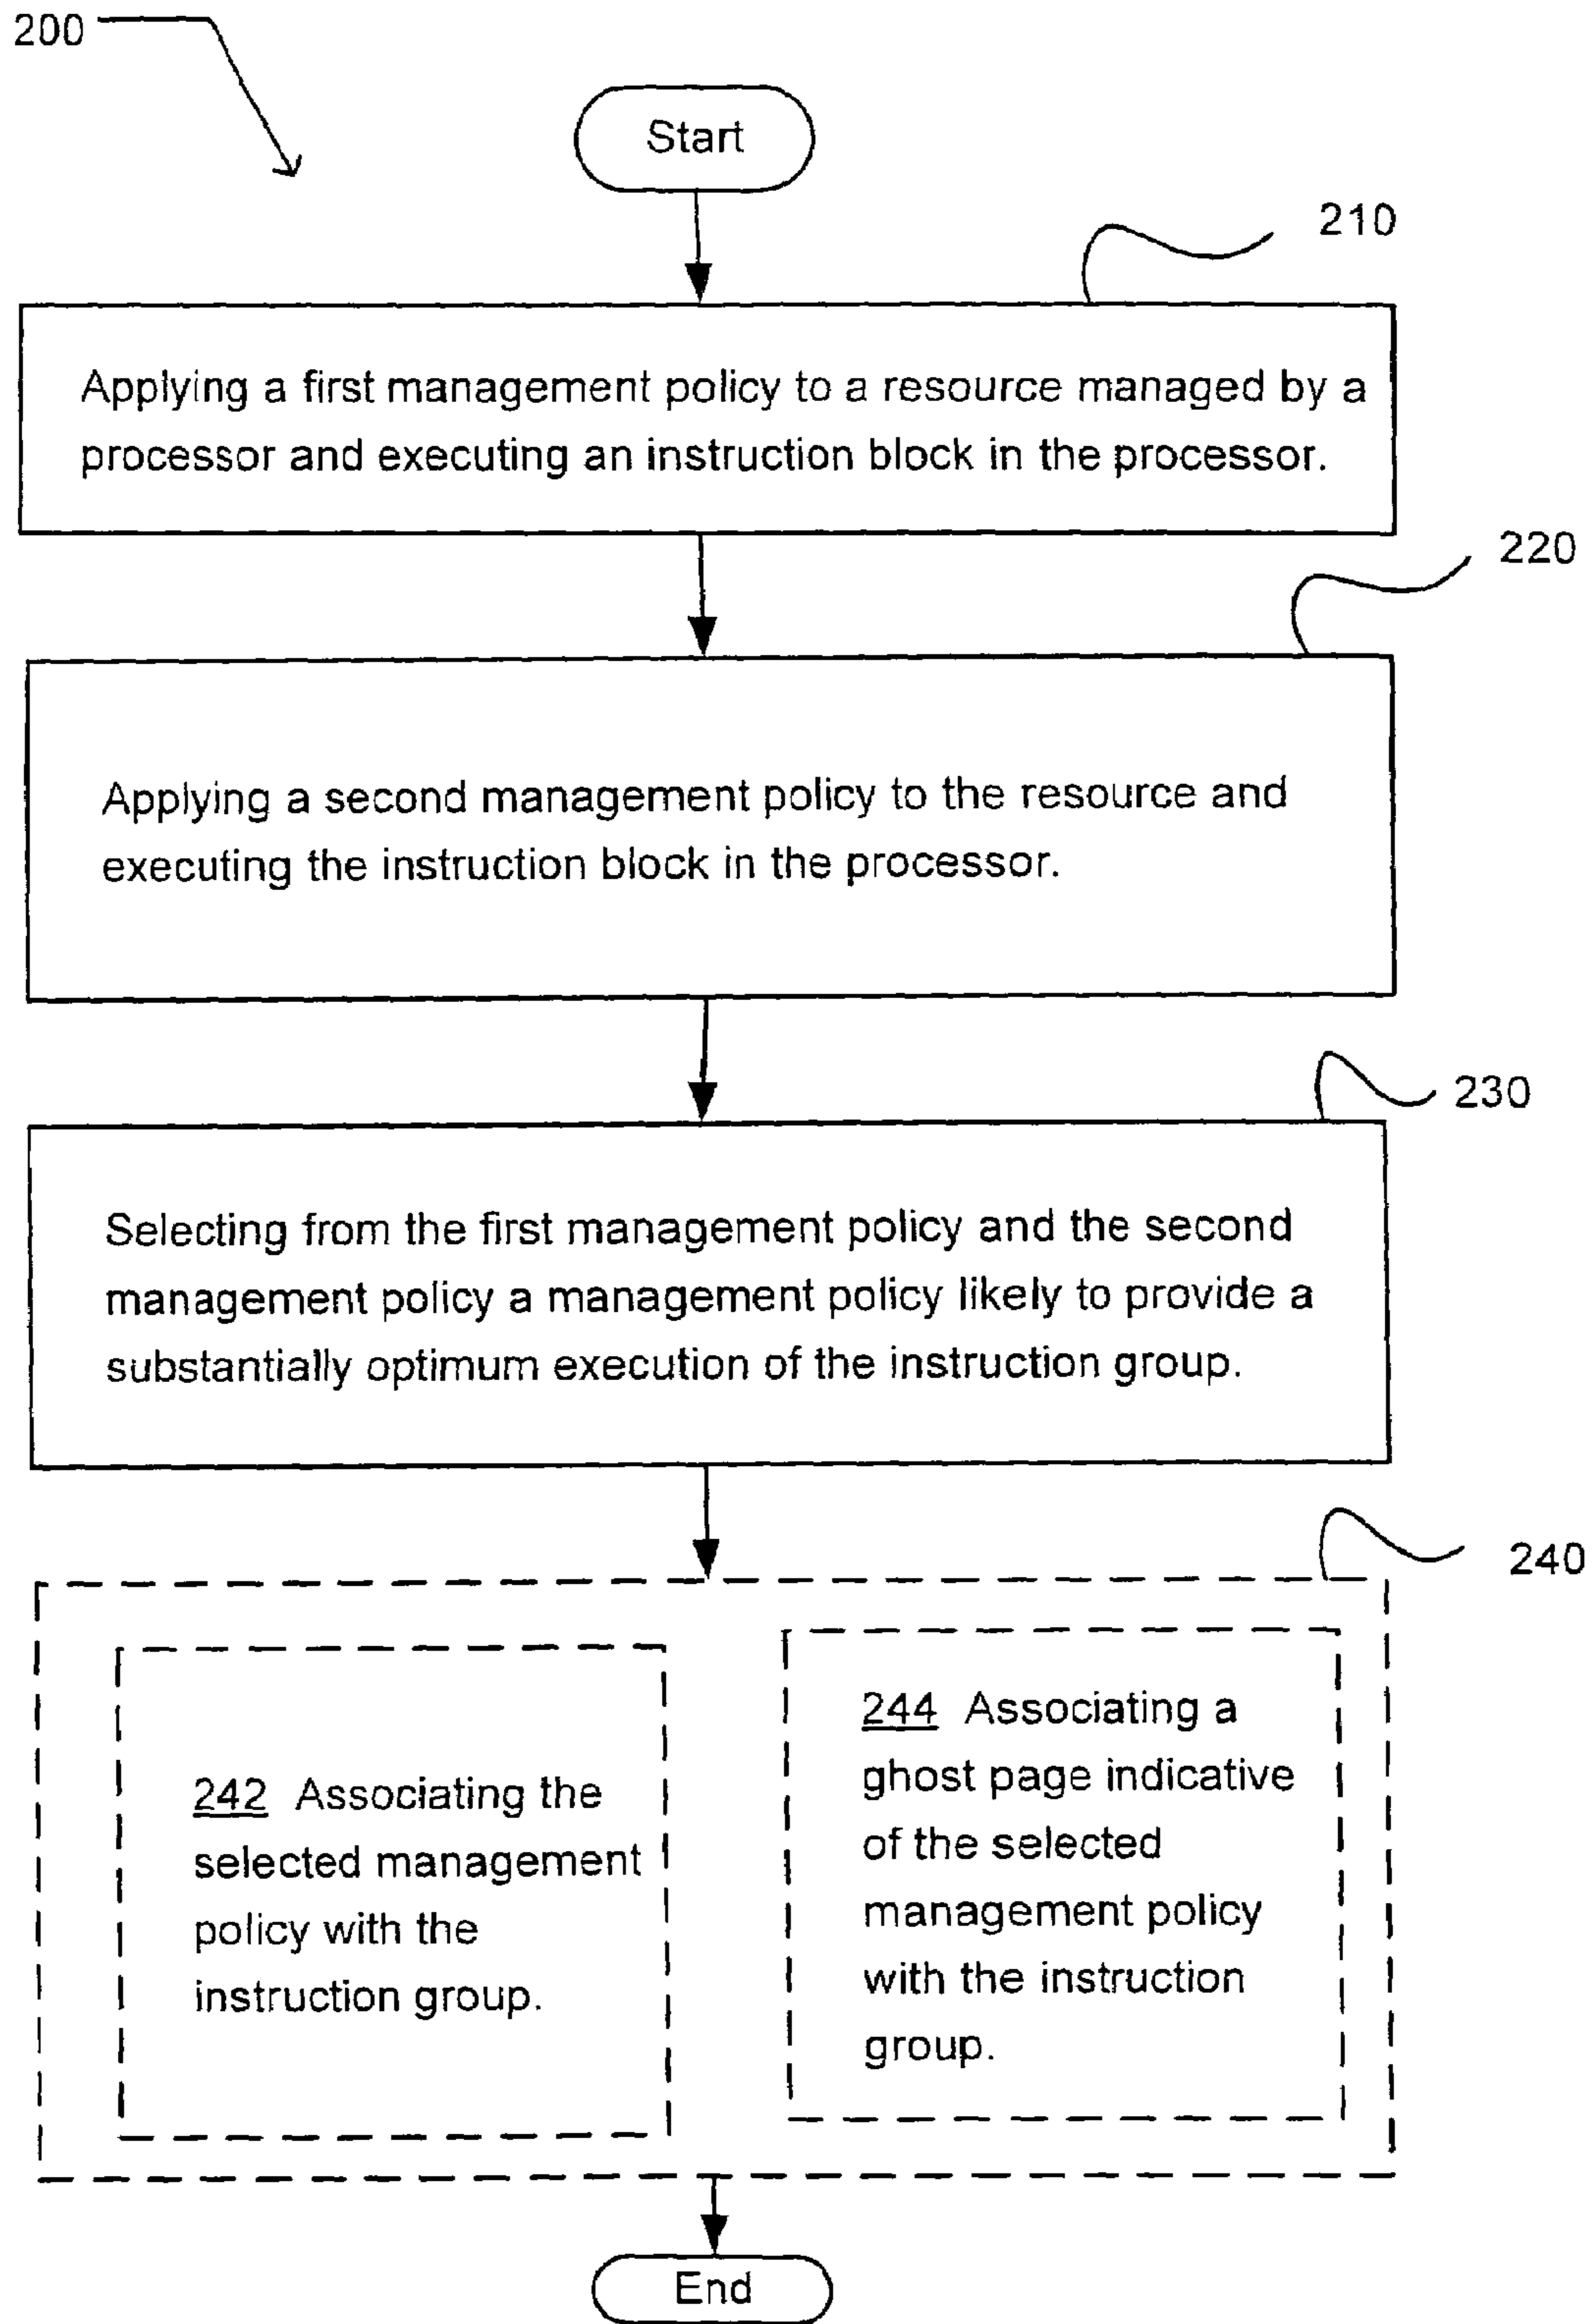 200
Start
210
Applying a first management policy to a resource managed by a
processor and executing an instruction block in the processor.
220
Applying a second management policy to the resource and
executing the instruction block in the processor.
230
Selecting from the first management policy and the second
management policy a management policy likely to provide a
substantially optimum execution of the instruction group.
240
242 Associating the
selected management
policy with the
instruction group.
244 Associating a
ghost page indicative
of the selected
management policy
with the instruction
group.
End